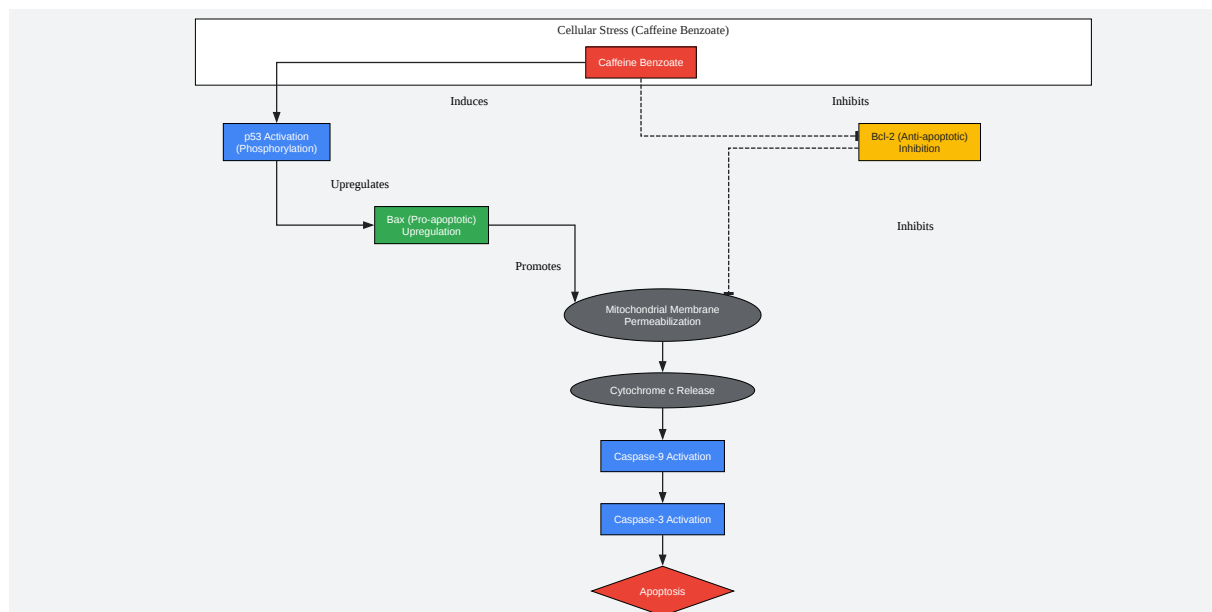 Cellular Stress (Caffeine Benzoate)
Caffeine Benzoate
Induces
Inhibits
p53 Activation
(Phosphorylation)
Bcl-2 (Anti-apoptotic)
Inhibition
Upregulates
Bax (Pro-apoptotic)
Upregulation
Inhibits
Promotes
Mitochondrial Membrane
Permeabilization
Cytochrome c Release
Caspase-9 Activation
Caspase-3 Activation
Apoptosis